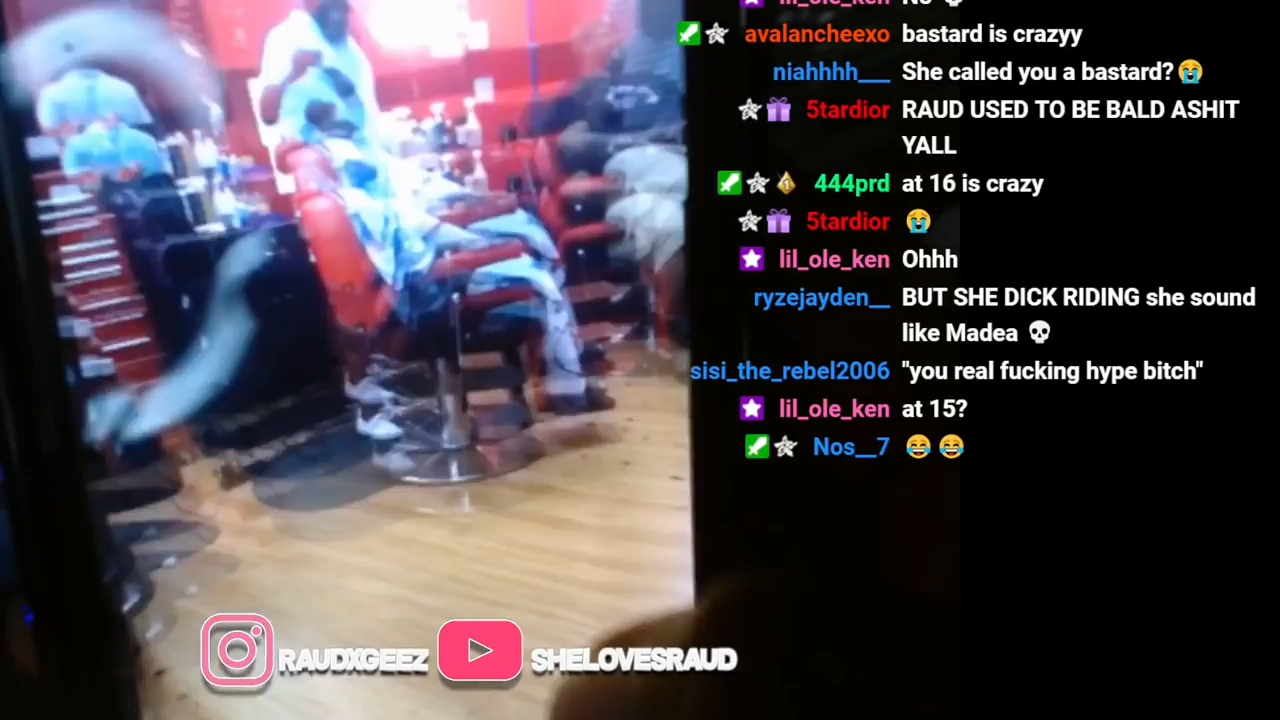 lil_ole_ken No 💀
avalancheexo bastard is crazyy
niahhhh___ She called you a bastard?😭
5tardior RAUD USED TO BE BALD ASHIT
YALL
444prd at 16 is crazy
5tardior 😭
lil_ole_ken Ohhh
ryzejayden__ BUT SHE DICK RIDING she sound
like Madea 💀
sisi_the_rebel2006 "you real fucking hype bitch"
lil_ole_ken at 15?
Nos__7 😂 😂
RAUDXGEEZ SHELOVESRAUD